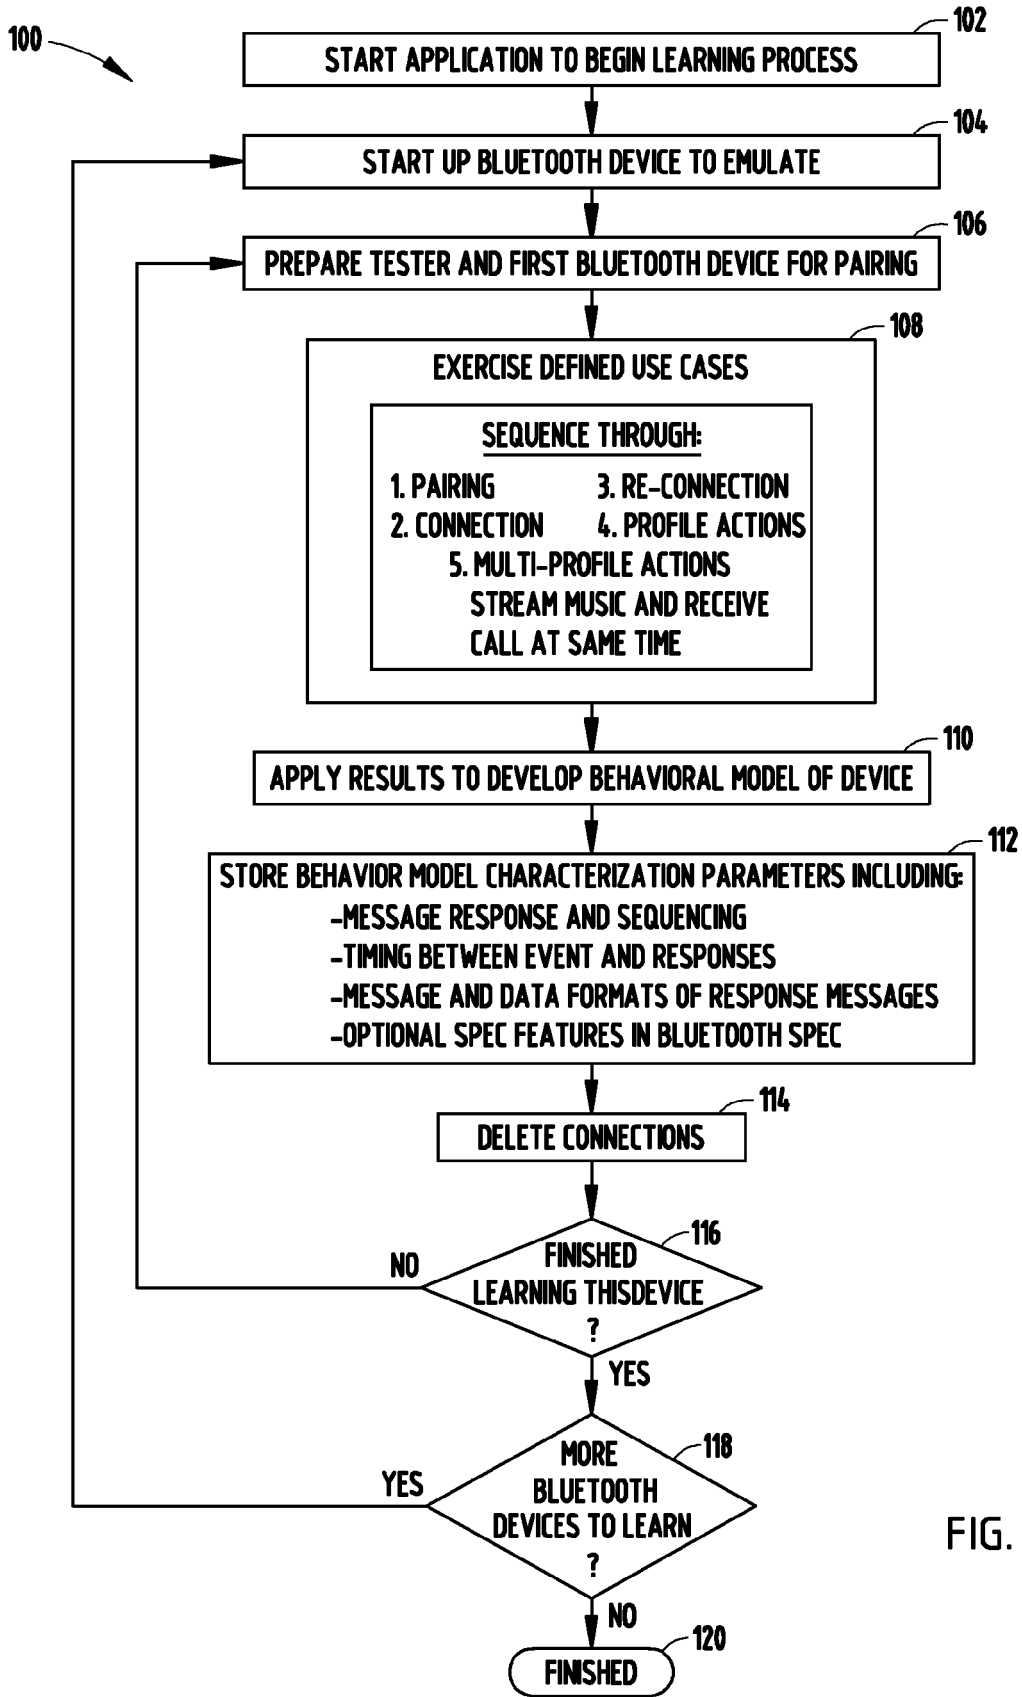 100
102
START APPLICATION TO BEGIN LEARNING PROCESS
104
START UP BLUETOOTH DEVICE TO EMULATE
106
PREPARE TESTER AND FIRST BLUETOOTH DEVICE FOR PAIRING
108
EXERCISE DEFINED USE CASES
SEQUENCE THROUGH:
1. PAIRING 3. RE-CONNECTION
2. CONNECTION 4. PROFILE ACTIONS
5. MULTI-PROFILE ACTIONS
STREAM MUSIC AND RECEIVE
CALL AT SAME TIME
110
APPLY RESULTS TO DEVELOP BEHAVIORAL MODEL OF DEVICE
112
STORE BEHAVIOR MODEL CHARACTERIZATION PARAMETERS INCLUDING:
-MESSAGE RESPONSE AND SEQUENCING
-TIMING BETWEEN EVENT AND RESPONSES
-MESSAGE AND DATA FORMATS OF RESPONSE MESSAGES
-OPTIONAL SPEC FEATURES IN BLUETOOTH SPEC
114
DELETE CONNECTIONS
116
NO
FINISHED
LEARNING THISDEVICE
?
YES
118
YES
MORE
BLUETOOTH
DEVICES TO LEARN
?
FIG.
NO
120
FINISHED